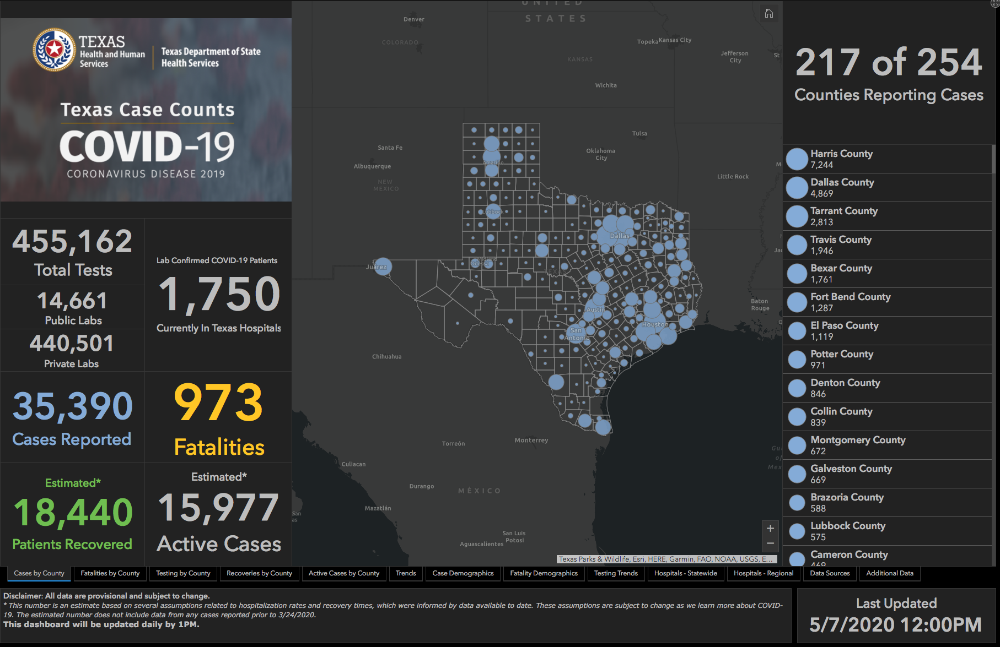 TEXAS
Health and Human
Services
Texas Department of State
Health Services
Texas Case Counts
COVID-19
CORONAVIRUS DISEASE 2019
455,162
Total Tests
14,661
Public Labs
440,501
Private Labs
Lab Confirmed COVID-19 Patients
1,750
Currently In Texas Hospitals
35,390
Cases Reported
973
Fatalities
Estimated*
18,440
Patients Recovered
Estimated*
15,977
Active Cases
UNITED
STATES
Denver
COLORADO
Topeka
Kansas City
KANSAS
Jefferson
City
St
Wichita
Tulsa
Santa Fe
Oklahoma
City
Albuquerque
Amarillo
Little Rock
NEW
MEXICO
Lubbock
Dallas
Midland
Odessa
Juárez
TEXAS
Jac
Austin
Baton
Rouge
Houston
San
Antonio
Chihuahua
Monterrey
Torreón
Culiacan
Gu
of
Mex
Durango
MÉXICO
Mazatlán
San
as
San Luis
Potosi
Aguascalientes
+
−
Texas Parks & Wildlife, Esri, HERE, Garmin, FAO, NOAA, USGS, E...
217 of 254
Counties Reporting Cases
Harris County
7,244
Dallas County
4,869
Tarrant County
2,813
Travis County
1,946
Bexar County
1,761
Fort Bend County
1,287
El Paso County
1,119
Potter County
971
Denton County
846
Collin County
839
Montgomery County
672
Galveston County
669
Brazoria County
588
Lubbock County
575
Cameron County
Cases by County
Fatalities by County
Testing by County
Recoveries by County
Active Cases by County
Trends
Case Demographics
Fatality Demographics
Testing Trends
Hospitals - Statewide
Hospitals - Regional
Data Sources
Additional Data
Disclaimer: All data are provisional and subject to change.
* This number is an estimate based on several assumptions related to hospitalization rates and recovery times, which were informed by data available to date. These assumptions are subject to change as we learn more about COVID-
19. The estimated number does not include data from any cases reported prior to 3/24/2020.
This dashboard will be updated daily by 1PM.
Last Updated
5/7/2020 12:00PM